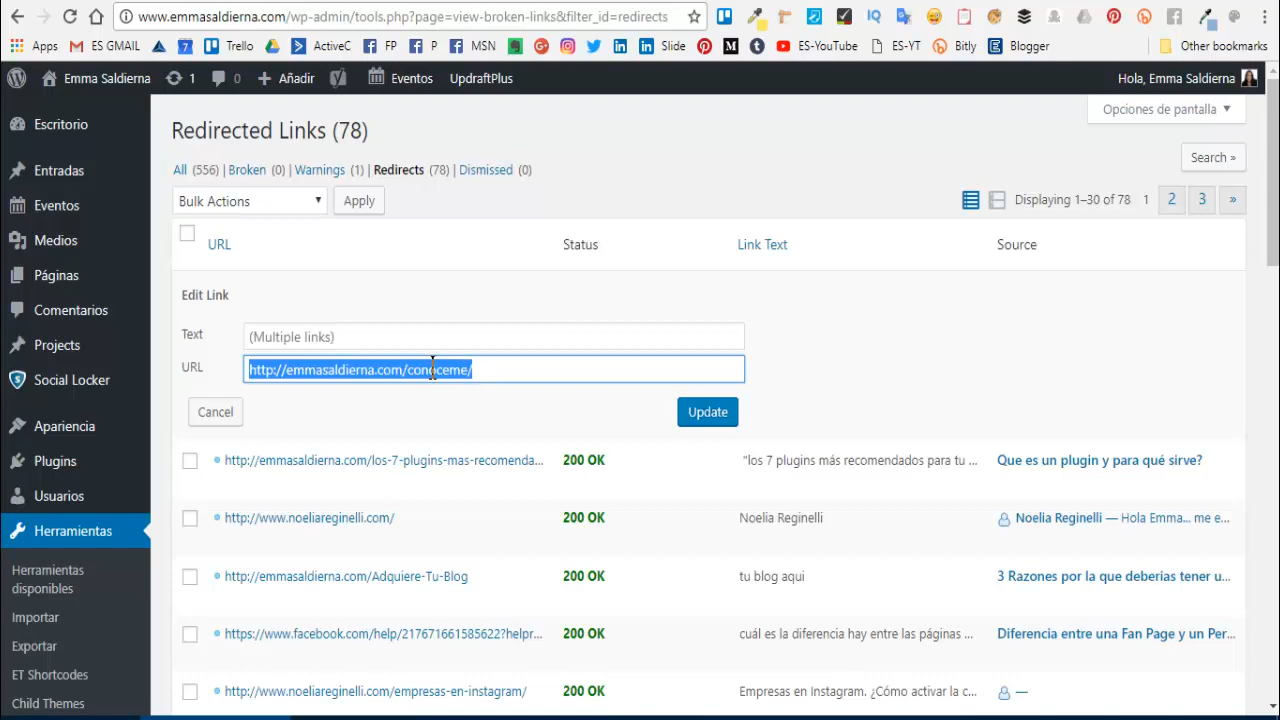 www.emmasaldierna.com/wp-admin/tools.php?page=view-broken-links&filter_id=redirects
Apps ES GMAIL 7 Trello ActiveC FP P MSN Slide ES-YouTube ES-YT Bitly Blogger Other bookmarks
Emma Saldierna 1 0 Añadir Eventos UpdraftPlus Hola, Emma Saldierna
Opciones de pantalla
Escritorio
Entradas
Eventos
Medios
Páginas
Comentarios
Projects
Social Locker
Apariencia
Plugins
Usuarios
Herramientas
Herramientas
disponibles
Importar
Exportar
ET Shortcodes
Child Themes
Redirected Links (78)
All (556) | Broken (0) | Warnings (1) | Redirects (78) | Dismissed (0)
Search »
Bulk Actions Apply Displaying 1–30 of 78 1 2 3 »
URL Status Link Text Source
Edit Link
Text (Multiple links)
URL http://emmasaldierna.com/conoceme/
Cancel Update
http://emmasaldierna.com/los-7-plugins-mas-recomenda... 200 OK "los 7 plugins más recomendados para tu ... Que es un plugin y para qué sirve?
http://www.noeliareginelli.com/ 200 OK Noelia Reginelli Noelia Reginelli — Hola Emma... me e...
http://emmasaldierna.com/Adquiere-Tu-Blog 200 OK tu blog aqui 3 Razones por la que deberias tener u...
https://www.facebook.com/help/217671661585622?helpr... 200 OK cuál es la diferencia hay entre las páginas ... Diferencia entre una Fan Page y un Per...
http://www.noeliareginelli.com/empresas-en-instagram/ 200 OK Empresas en Instagram. ¿Cómo activar la c... —